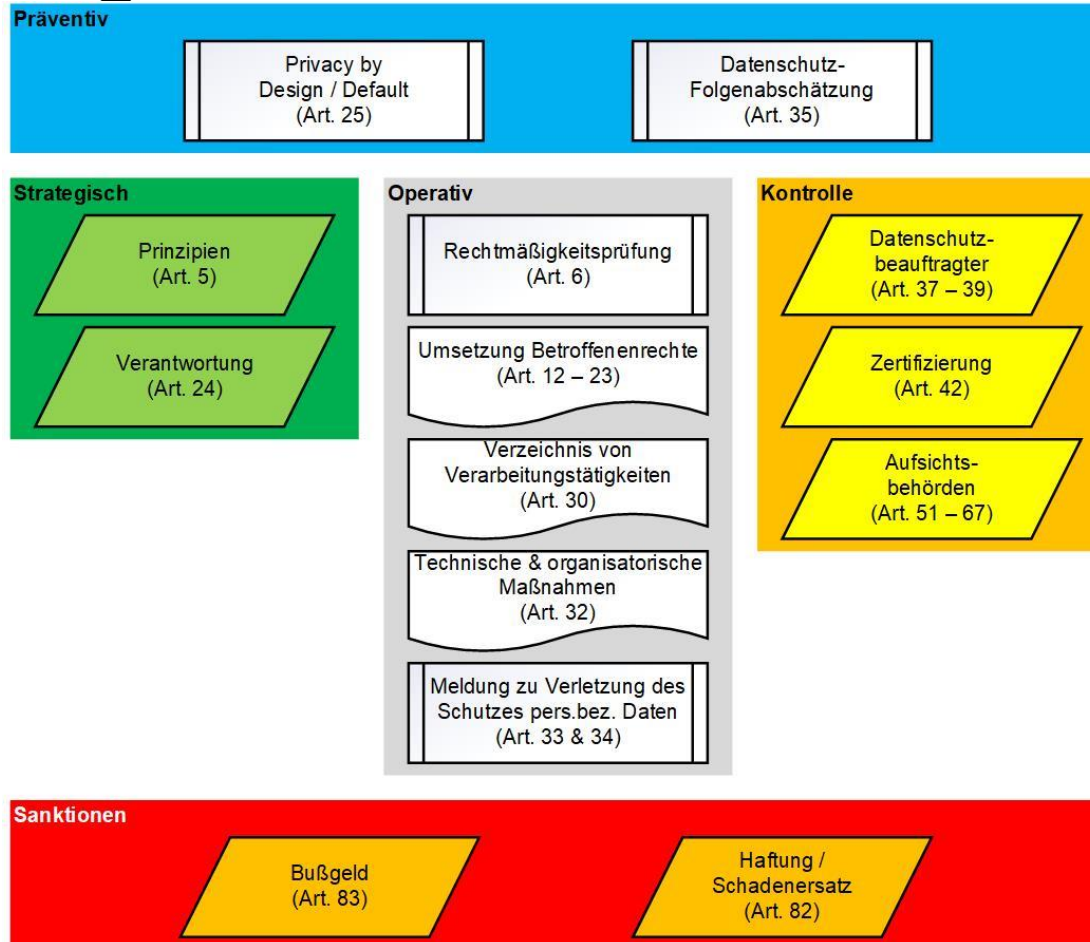 Präventiv
Privacy by
Design / Default
(Art. 25)
Datenschutz-
Folgenabschätzung
(Art. 35)
Strategisch
Prinzipien
(Art. 5)
Verantwortung
(Art. 24)
Operativ
Rechtmäßigkeitsprüfung
(Art. 6)
Umsetzung Betroffenenrechte
(Art. 12 – 23)
Verzeichnis von
Verarbeitungstätigkeiten
(Art. 30)
Technische & organisatorische
Maßnahmen
(Art. 32)
Meldung zu Verletzung des
Schutzes pers.bez. Daten
(Art. 33 & 34)
Kontrolle
Datenschutz-
beauftragter
(Art. 37 – 39)
Zertifizierung
(Art. 42)
Aufsichts-
behörden
(Art. 51 – 67)
Sanktionen
Bußgeld
(Art. 83)
Haftung /
Schadenersatz
(Art. 82)